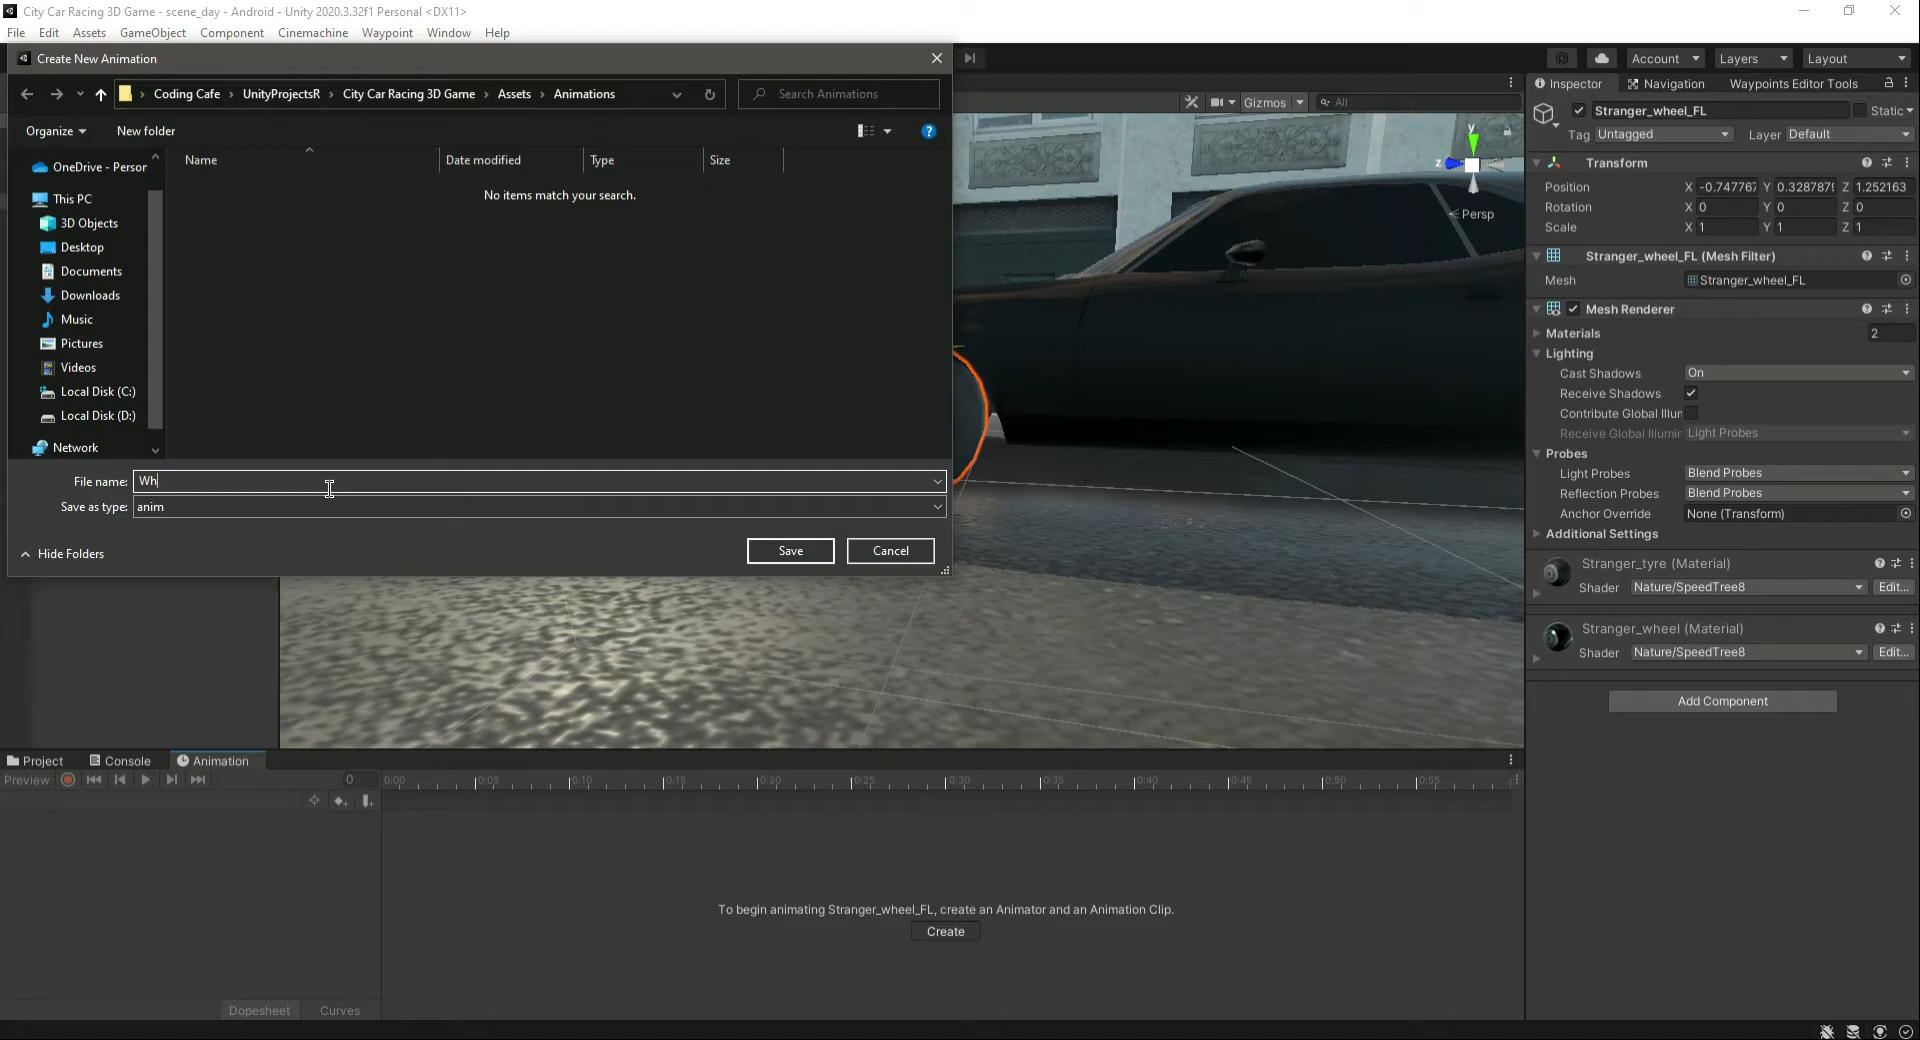 City Car Racing 3D Game - scene_day - Android - Unity 2020.3.32f1 Personal <DX11>
File Edit Assets GameObject Component Cinemachine Waypoint Window Help
Create New Animation
Account Layers Layout
Coding Cafe › UnityProjectsR › City Car Racing 3D Game › Assets › Animations
Search Animations
Organize New folder
Name Date modified Type Size
No items match your search.
OneDrive - Person
This PC
3D Objects
Desktop
Documents
Downloads
Music
Pictures
Videos
Local Disk (C:)
Local Disk (D:)
Network
File name: Wh
Save as type: anim
Hide Folders
Save Cancel
Gizmos All
y
z
Persp
Inspector Navigation Waypoints Editor Tools
Stranger_wheel_FL Static
Tag Untagged Layer Default
Transform
Position X -0.747767 Y 0.3287879 Z 1.252163
Rotation X 0 Y 0 Z 0
Scale X 1 Y 1 Z 1
Stranger_wheel_FL (Mesh Filter)
Mesh Stranger_wheel_FL
Mesh Renderer
Materials 2
Lighting
Cast Shadows On
Receive Shadows
Contribute Global Illun
Receive Global Illumir Light Probes
Probes
Light Probes Blend Probes
Reflection Probes Blend Probes
Anchor Override None (Transform)
Additional Settings
Stranger_tyre (Material)
Shader Nature/SpeedTree8 Edit...
Stranger_wheel (Material)
Shader Nature/SpeedTree8 Edit...
Add Component
Project Console Animation
Preview 0 0:00 0:05 0:10 0:15 0:20 0:25 0:30 0:35 0:40 0:45 0:50 0:55
To begin animating Stranger_wheel_FL, create an Animator and an Animation Clip.
Create
Dopesheet Curves